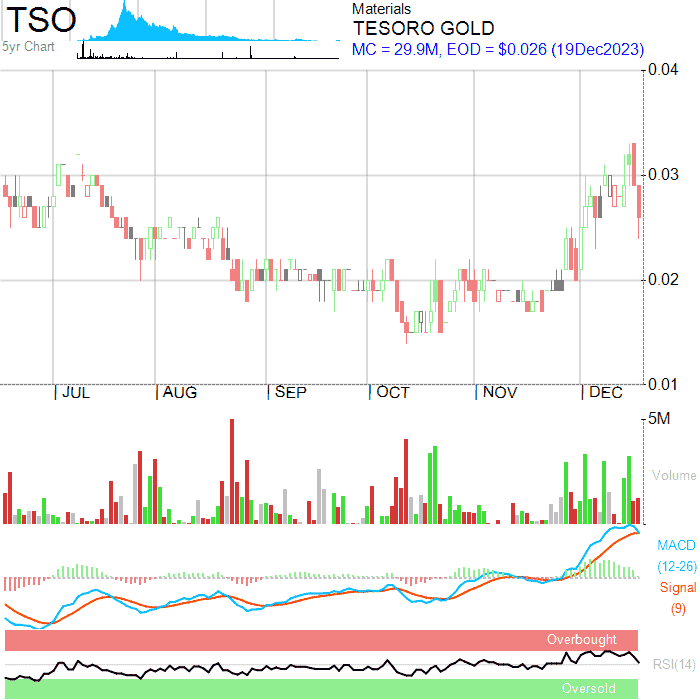 TSO
5yr Chart
Materials
TESORO GOLD
MC = 29.9M, EOD = $0.026 (19Dec2023)
0.04
0.03
0.02
0.01
JUL AUG SEP OCT NOV DEC
5M
Volume
MACD
(12-26)
Signal
(9)
Overbought
RSI(14)
Oversold